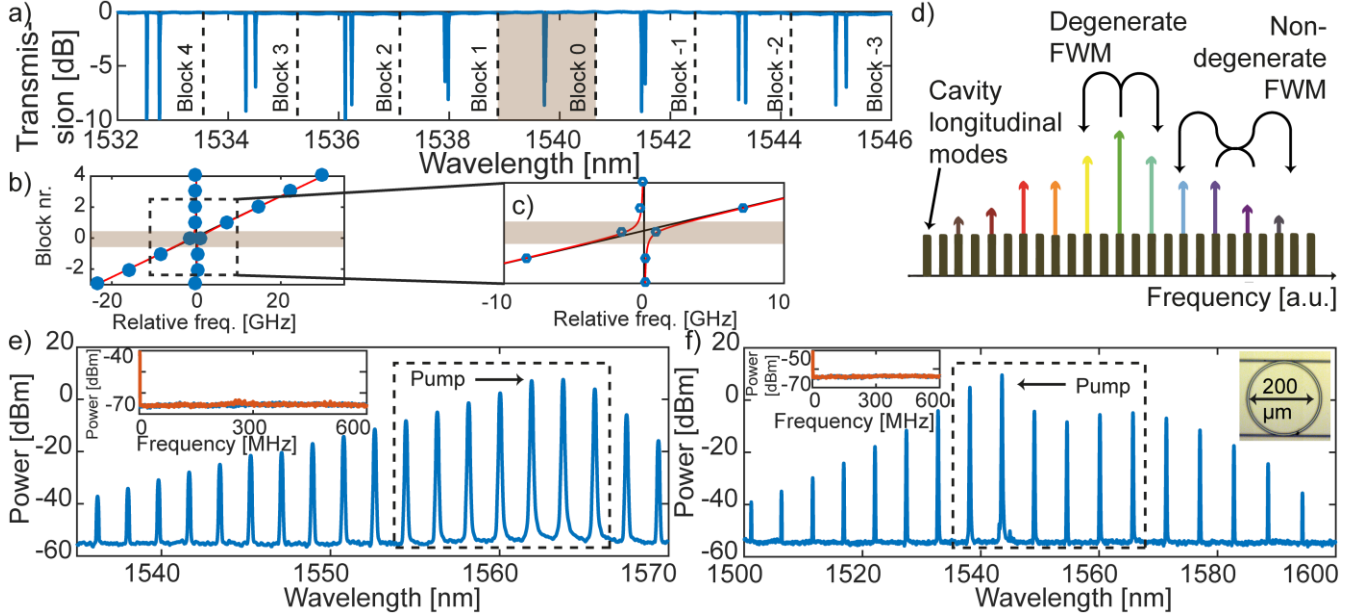 a)
Transmis-
sion [dB]
0
-5
-10
Block 4
Block 3
Block 2
Block 1
Block 0
Block -1
Block -2
Block -3
1532
1534
1536
1538
1540
1542
1544
1546
Wavelength [nm]
b)
Block nr.
4
2
0
-2
-20
0
20
Relative freq. [GHz]
c)
-10
0
10
Relative freq. [GHz]
d)
Degenerate
FWM
Non-
degenerate
FWM
Cavity
longitudinal
modes
Frequency [a.u.]
e)
Power [dBm]
20
0
-20
-40
-60
Power [dBm]
-40
-70
0
300
600
Frequency [MHz]
Pump
1540
1550
1560
1570
Wavelength [nm]
f)
Power [dBm]
20
0
-20
-40
-60
Power
[dBm]
-50
-70
0
300
600
Frequency [MHz]
Pump
200
µm
1500
1520
1540
1560
1580
1600
Wavelength [nm]